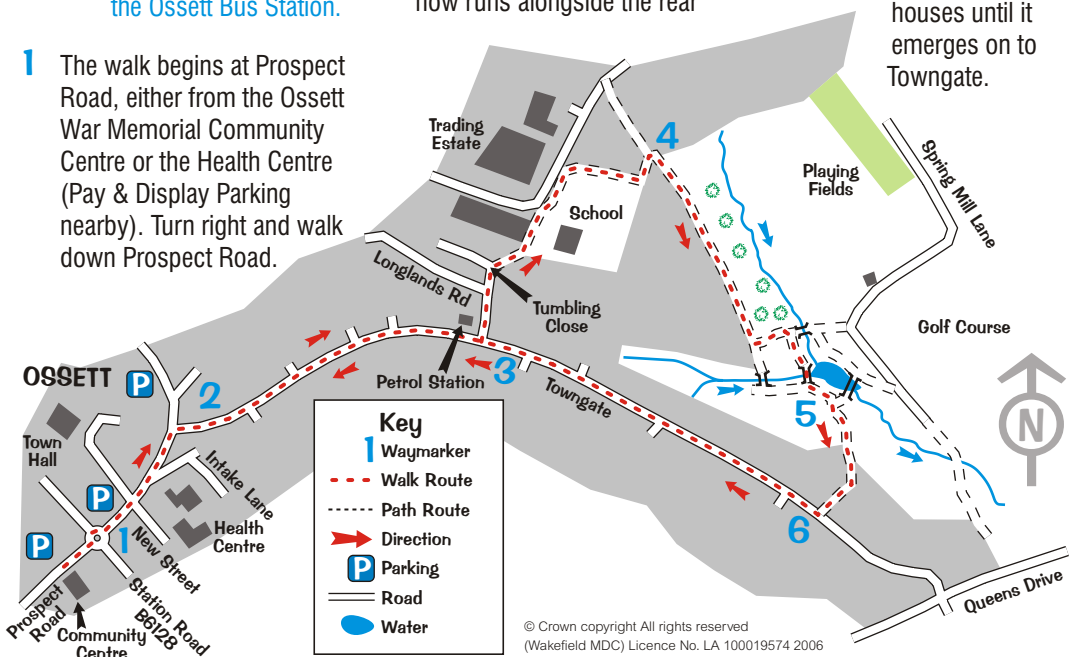 the Ossett Bus Station.
now runs alongside the rear
houses until it
emerges on to
Towngate.
1 The walk begins at Prospect
Road, either from the Ossett
War Memorial Community
Centre or the Health Centre
(Pay & Display Parking
nearby). Turn right and walk
down Prospect Road.
Trading
Estate
4
Playing
Fields
Spring Mill Lane
School
Longlands Rd
Tumbling
Close
Golf Course
Petrol Station
3
Towngate
OSSETT
P
2
5
N
Town
Hall
Intake Lane
P
Health
Centre
P
1
New Street
6
Station Road
B6128
Prospect
Road
Community
Centre
Queens Drive
Key
1 Waymarker
Walk Route
Path Route
Direction
P Parking
Road
Water
© Crown copyright All rights reserved
(Wakefield MDC) Licence No. LA 100019574 2006